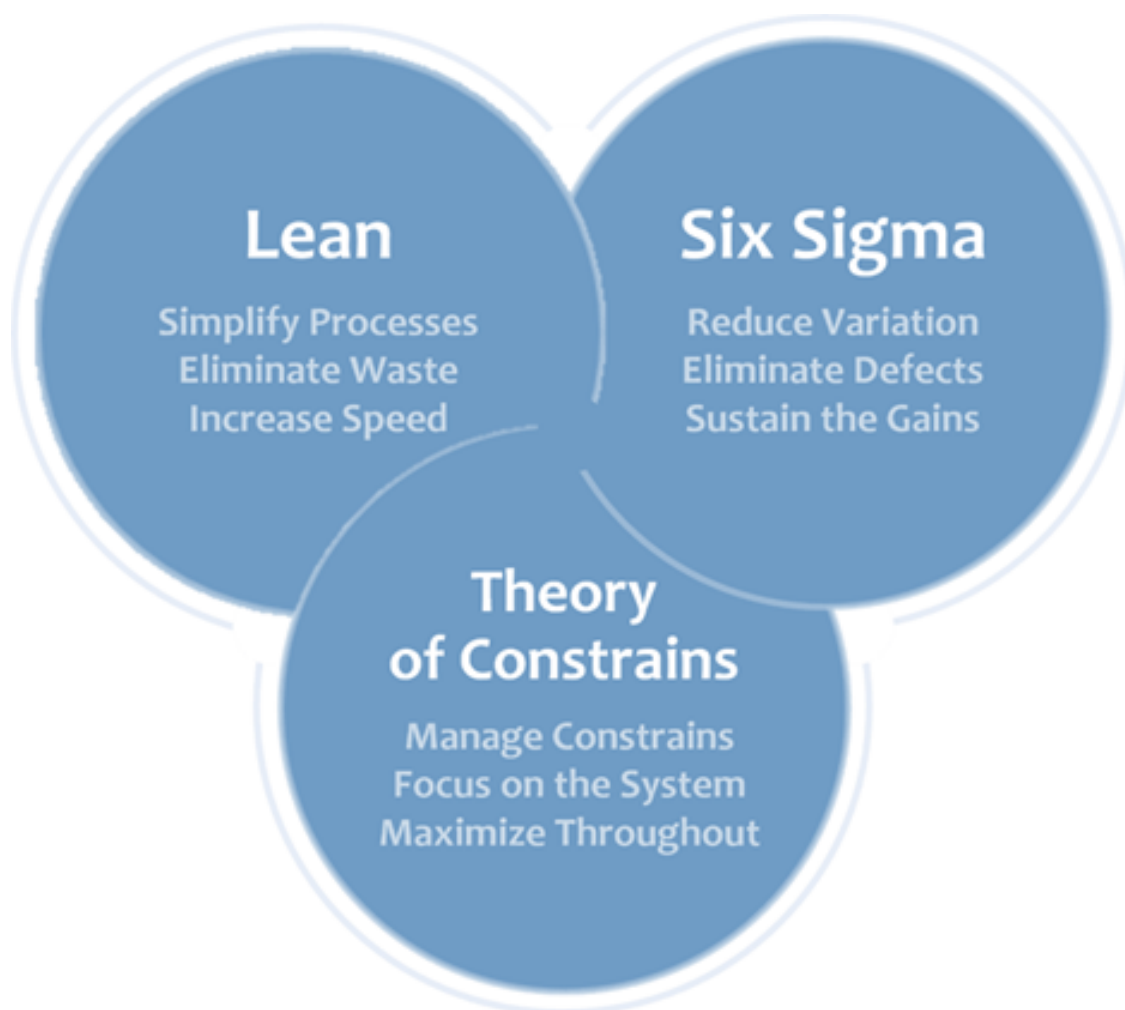 Lean
Simplify Processes
Eliminate Waste
Increase Speed
Six Sigma
Reduce Variation
Eliminate Defects
Sustain the Gains
Theory
of Constrains
Manage Constrains
Focus on the System
Maximize Throughout